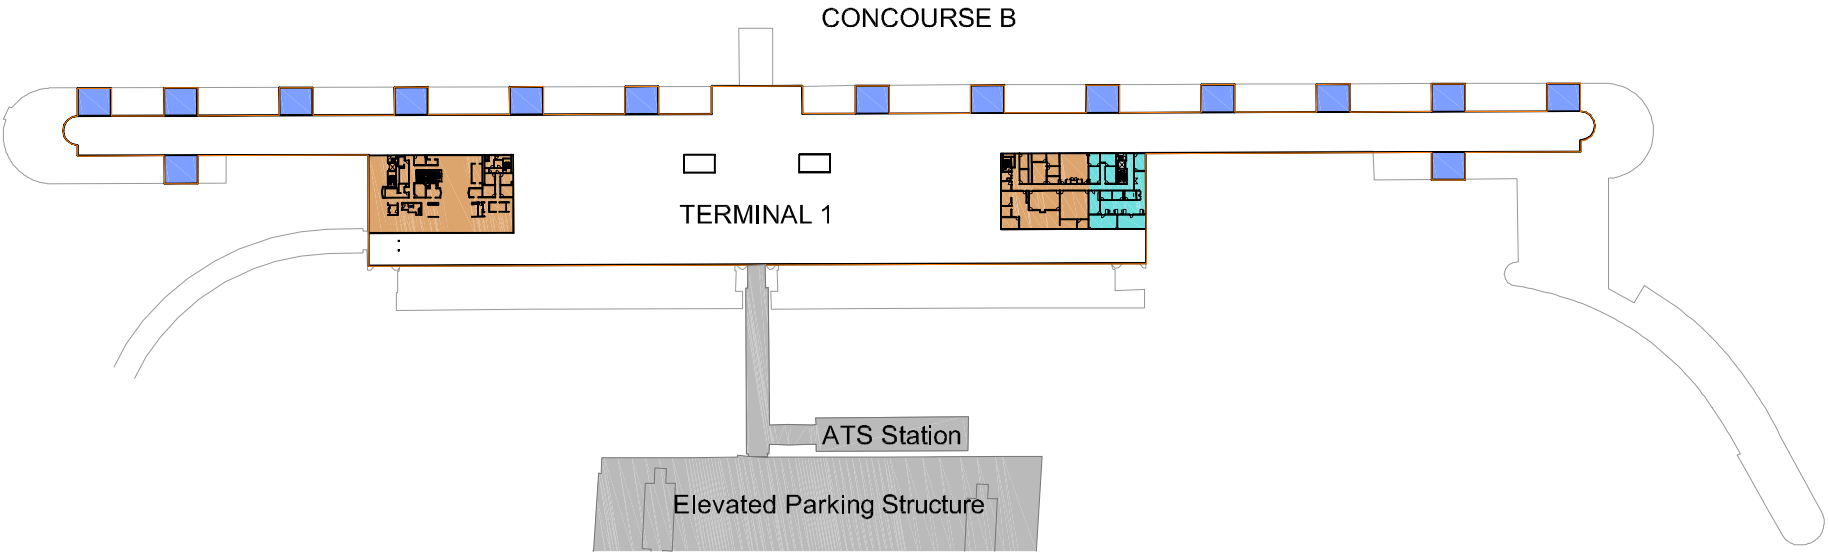 CONCOURSE B
TERMINAL 1
ATS Station
Elevated Parking Structure